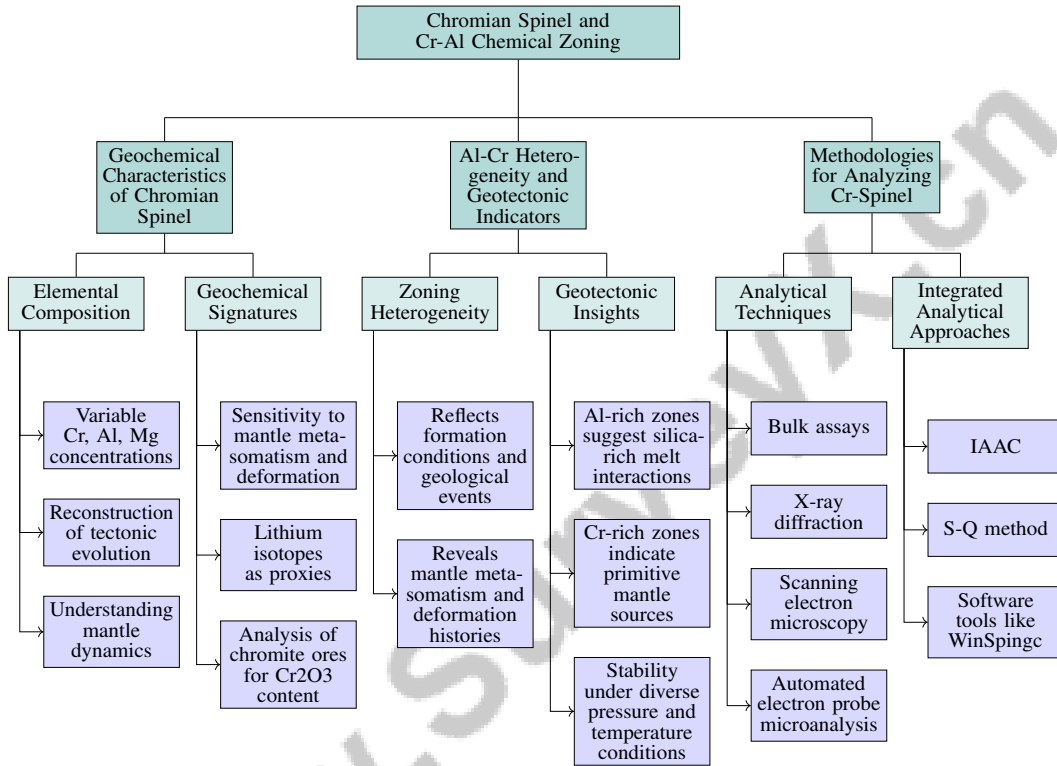 Chromian Spinel and
Cr-Al Chemical Zoning
Geochemical
Characteristics
of Chromian
Spinel
Al-Cr Heterog-
eneity and
Geotectonic
Indicators
Methodologies
for Analyzing
Cr-Spinel
Elemental
Composition
Geochemical
Signatures
Zoning
Heterogeneity
Geotectonic
Insights
Analytical
Techniques
Integrated
Analytical
Approaches
Variable
Cr, Al, Mg
concentrations
Reconstruction
of tectonic
evolution
Understanding
mantle
dynamics
Sensitivity to
mantle meta-
somatism and
deformation
Lithium
isotopes
as proxies
Analysis of
chromite ores
for Cr2O3
content
Reflects
formation
conditions and
geological
events
Reveals
mantle meta-
somatism and
deformation
histories
Al-rich zones
suggest silica-
rich melt
interactions
Cr-rich zones
indicate
primitive
mantle
sources
Stability
under diverse
pressure and
temperature
conditions
Bulk assays
X-ray
diffraction
Scanning
electron
microscopy
Automated
electron probe
microanalysis
IAAC
S-Q method
Software
tools like
WinSpingc